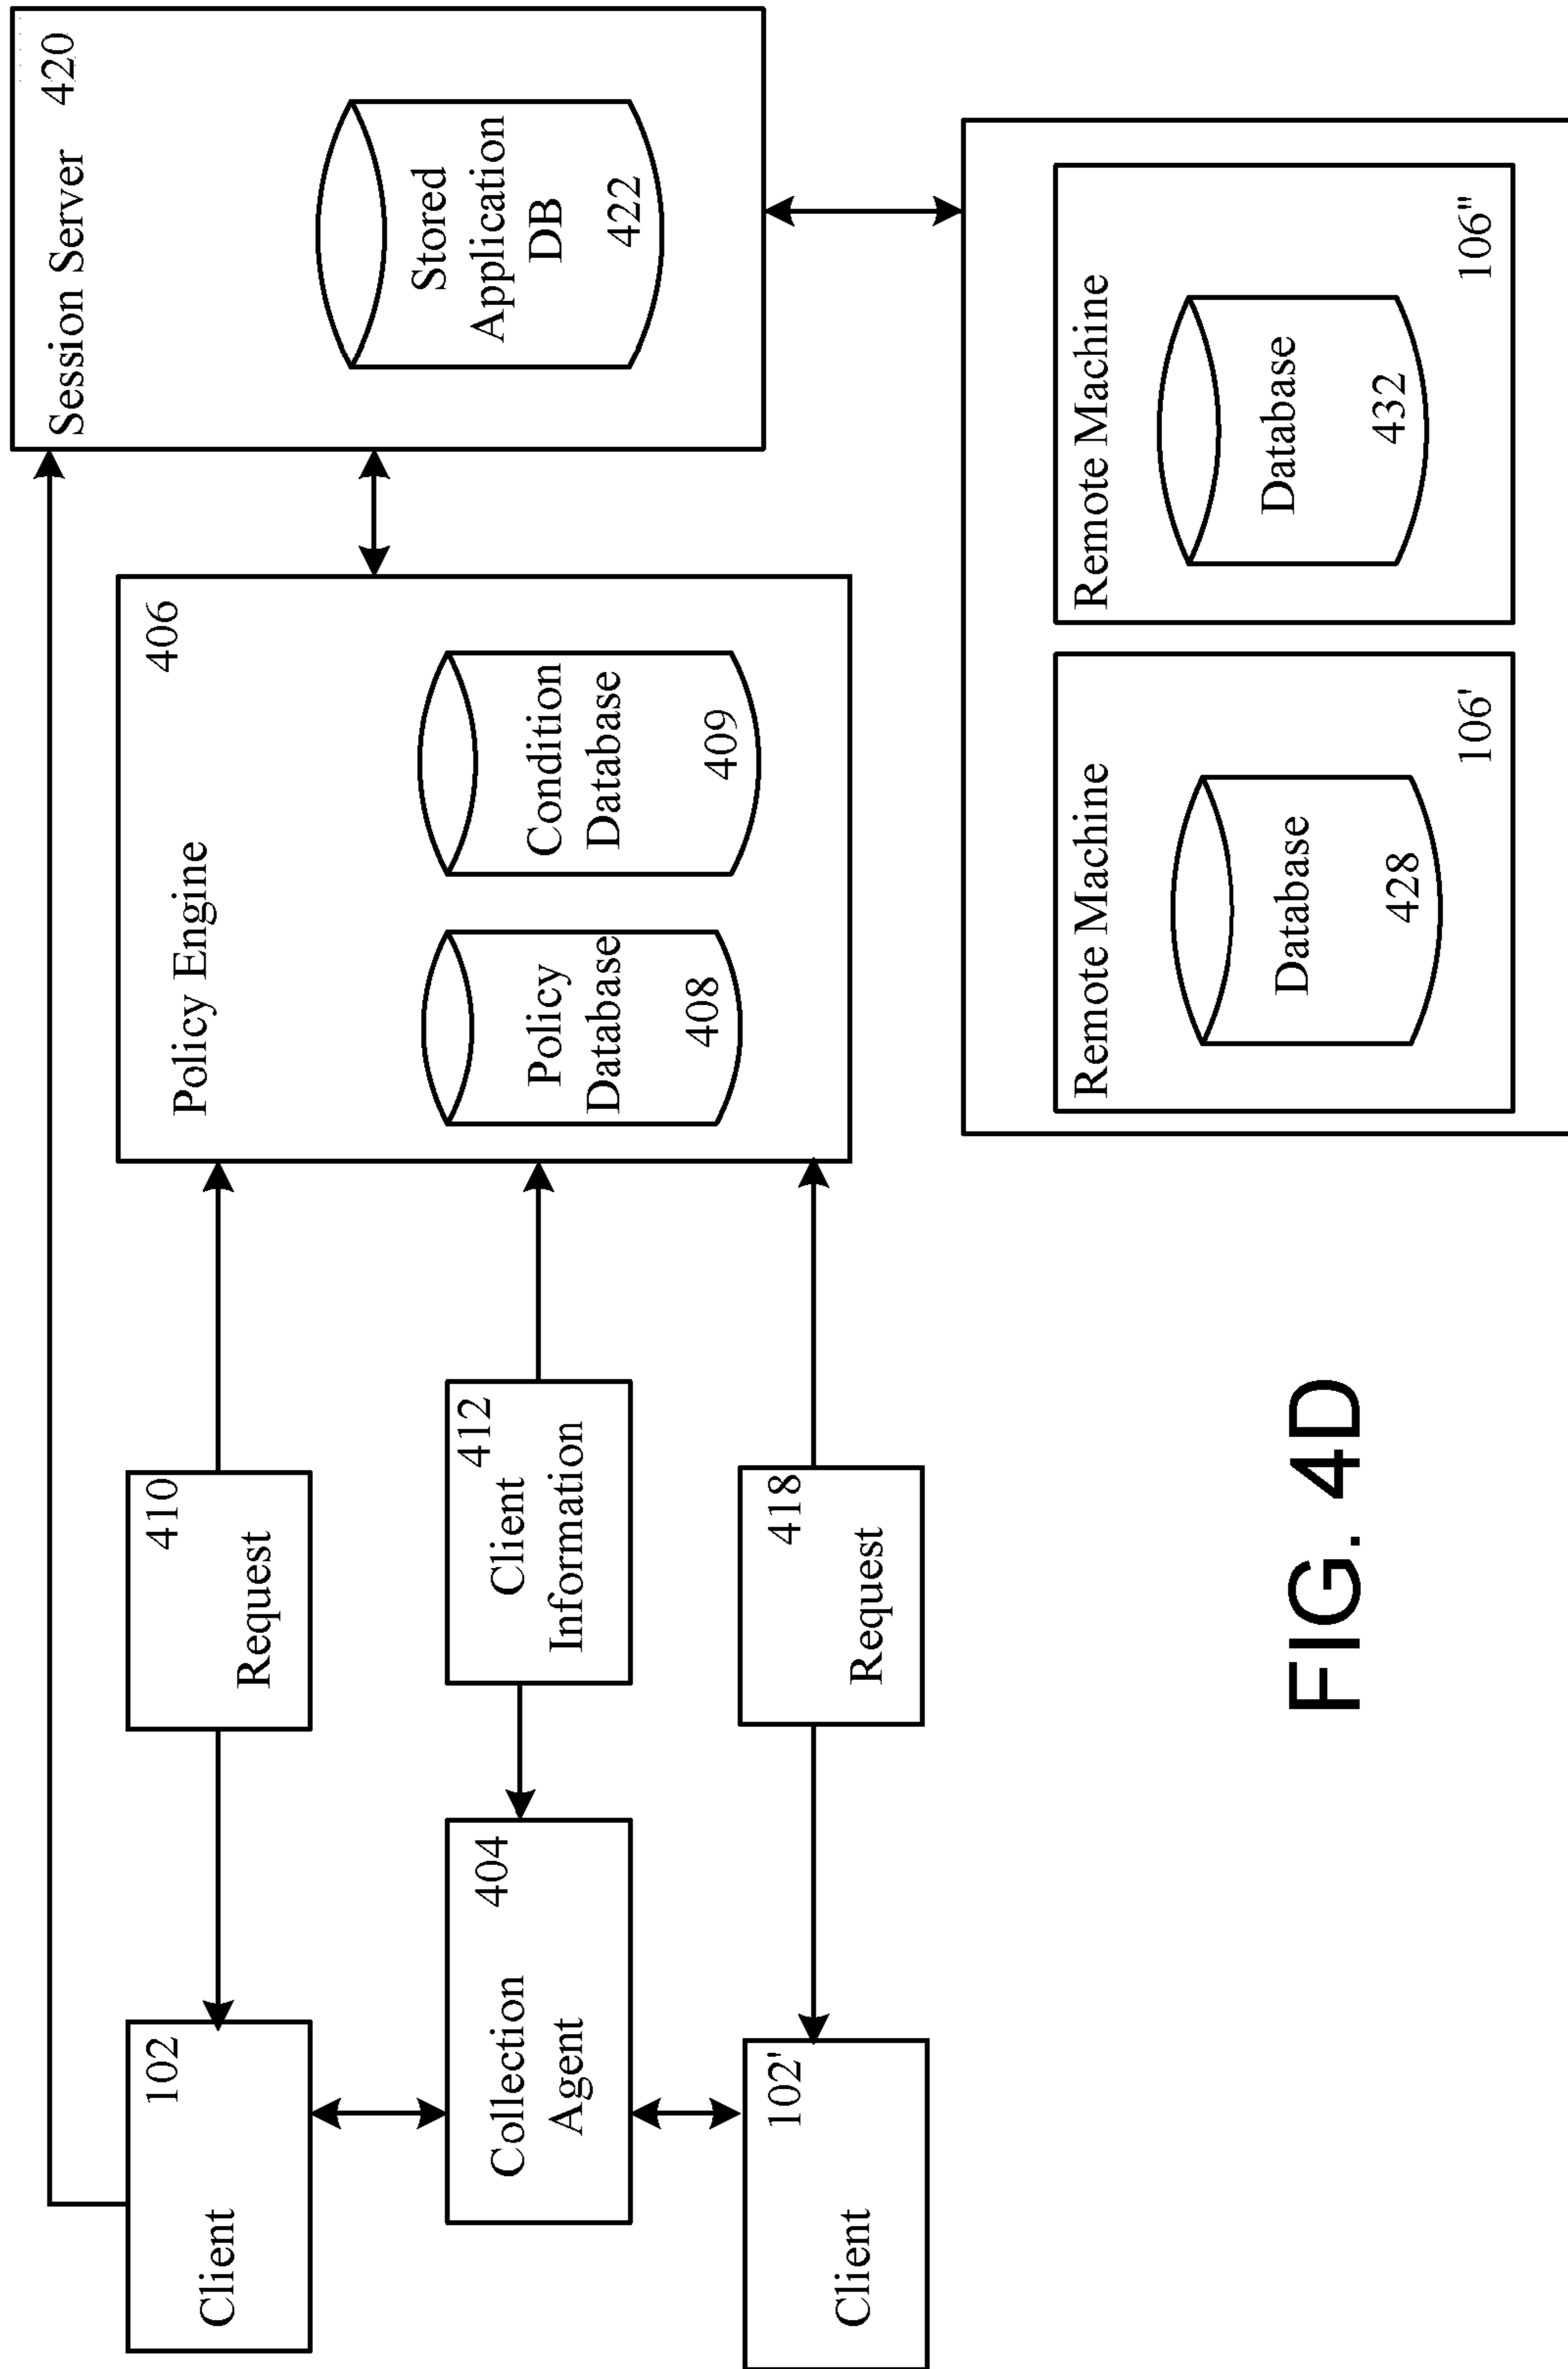 Client
102
Request
410
Policy Engine
406
Session Server 420
Collection
Agent
404
Client
Information
412
Policy
Database
408
Condition
Database
409
Stored
Application
DB
422
Client
102'
Request
418
Remote Machine
Database
428
106'
Remote Machine
Database
432
106"
FIG. 4D